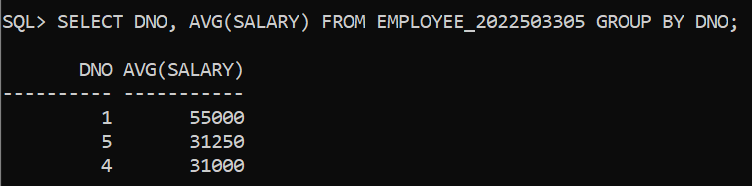 SQL> SELECT DNO, AVG(SALARY) FROM EMPLOYEE_2022503305 GROUP BY DNO;
       DNO AVG(SALARY)
---------- -----------
         1       55000
         5       31250
         4       31000